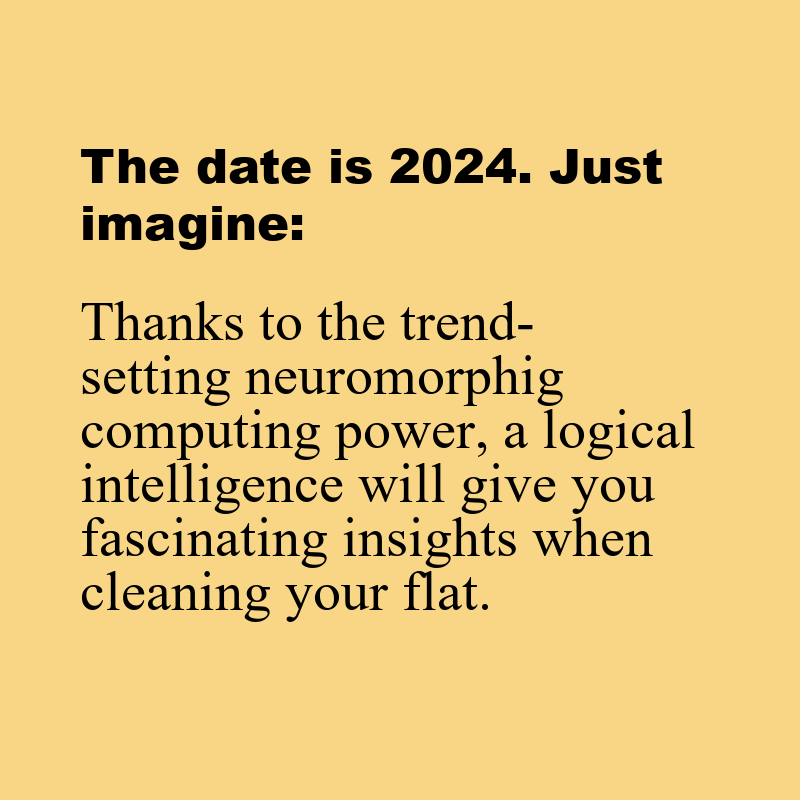 The date is 2024. Just
imagine:
Thanks to the trend-
setting neuromorphig
computing power, a logical
intelligence will give you
fascinating insights when
cleaning your flat.